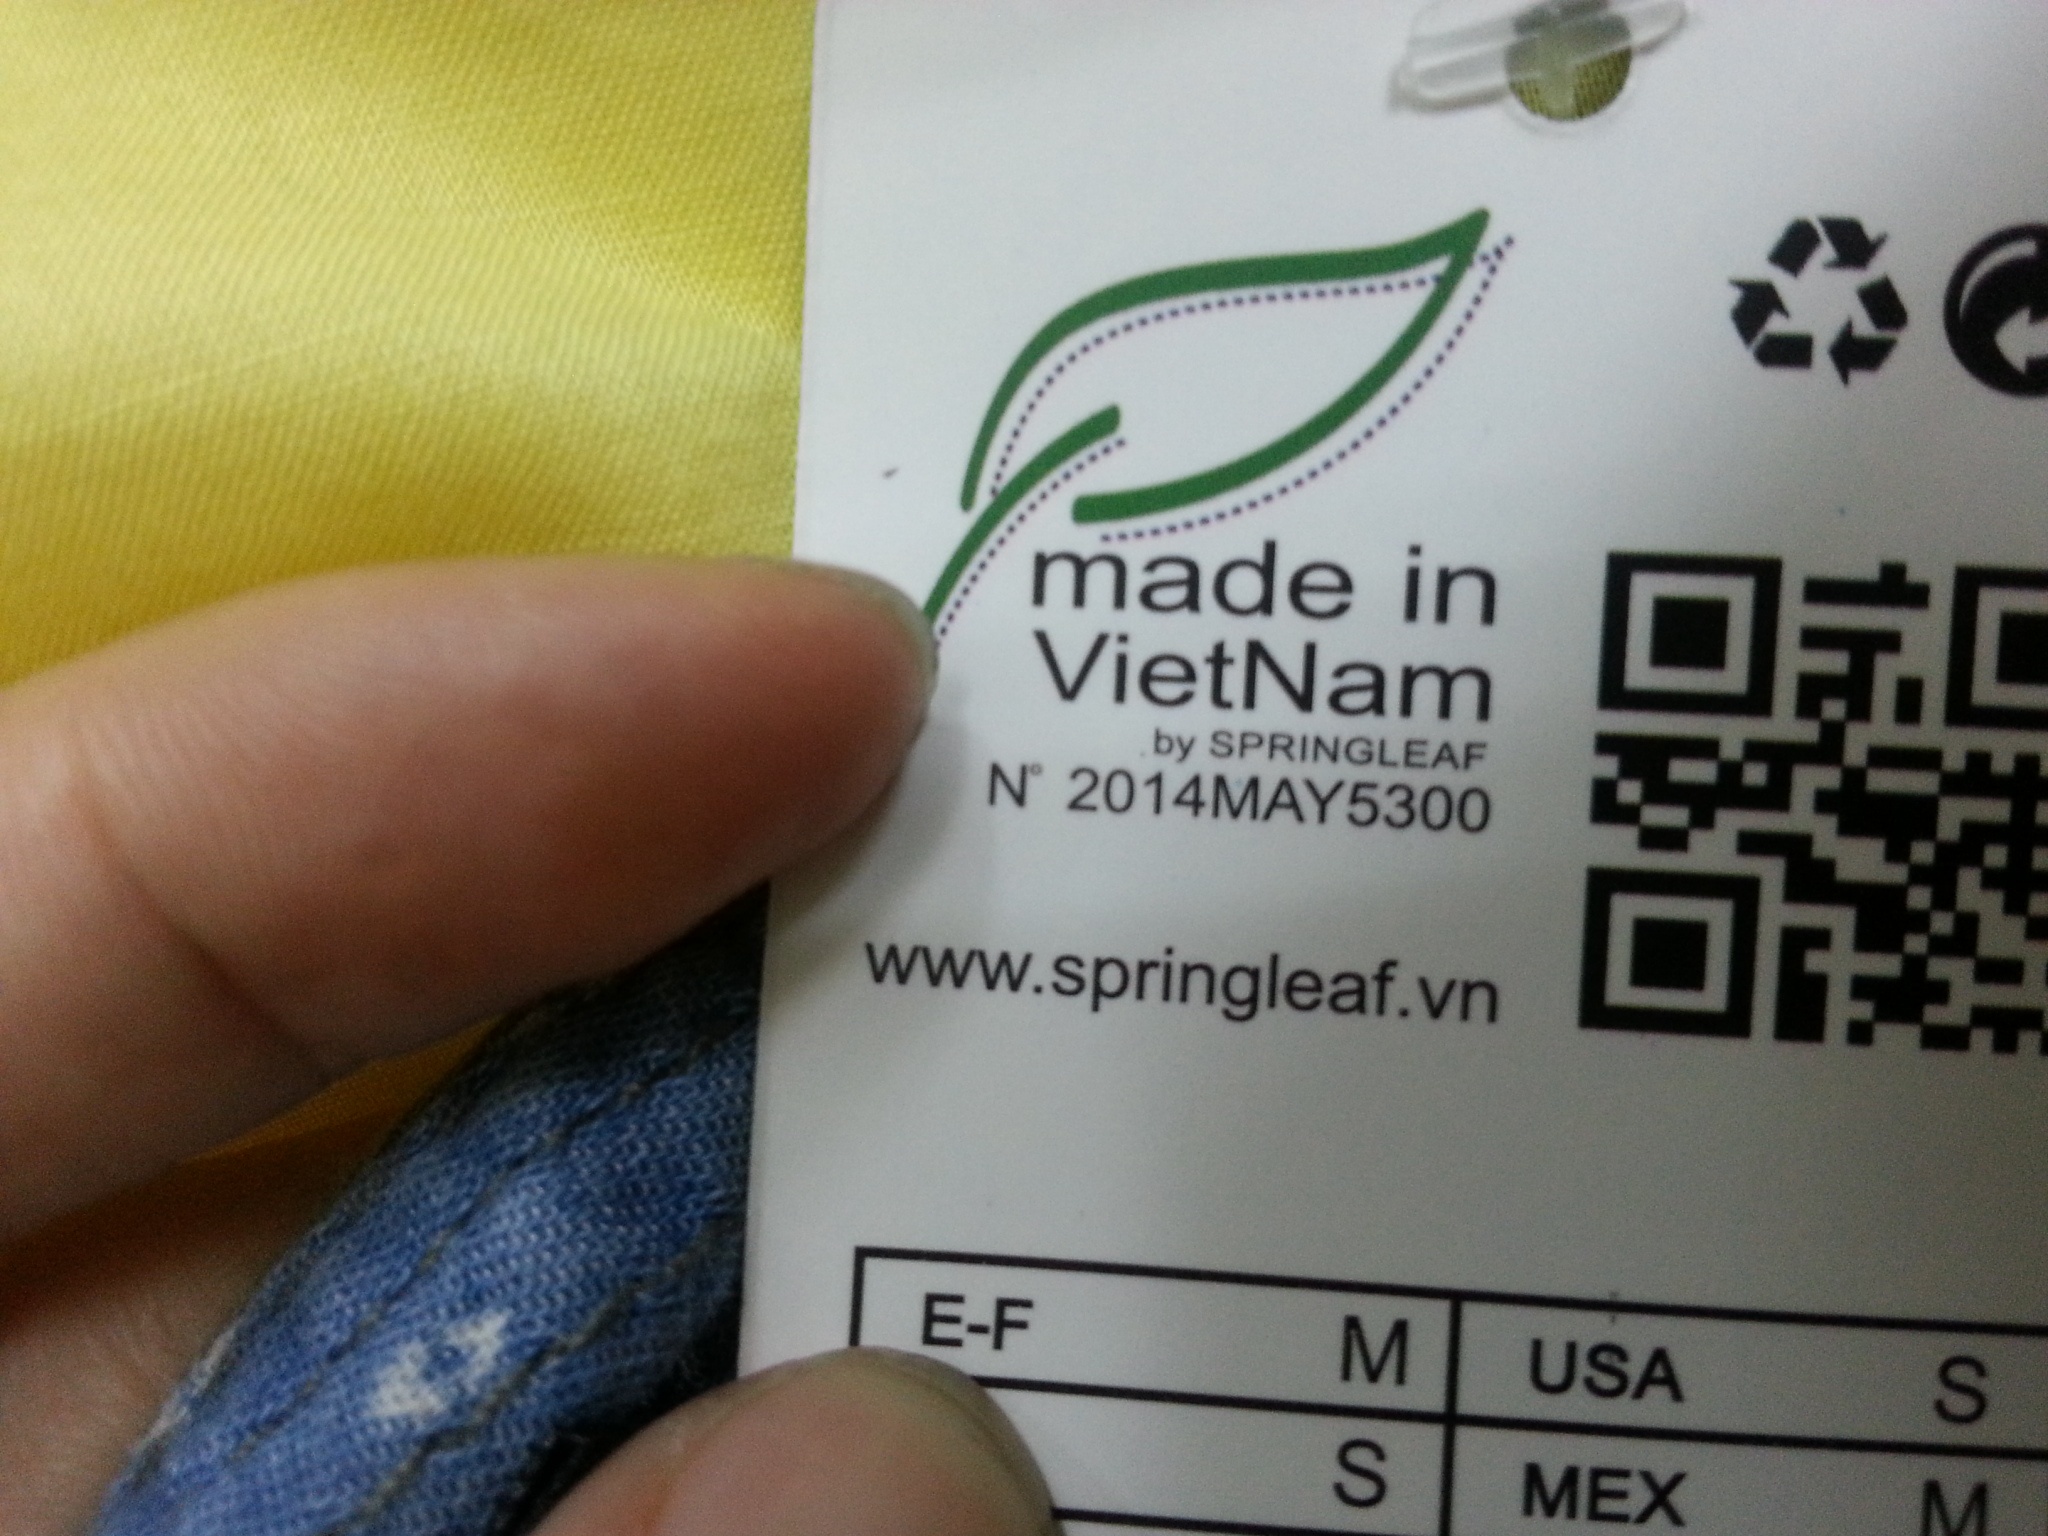 made in
VietNam
by SPRINGLEAF
N° 2014MAY5300
www.springleaf.vn
E-F M USA S
S MEX M